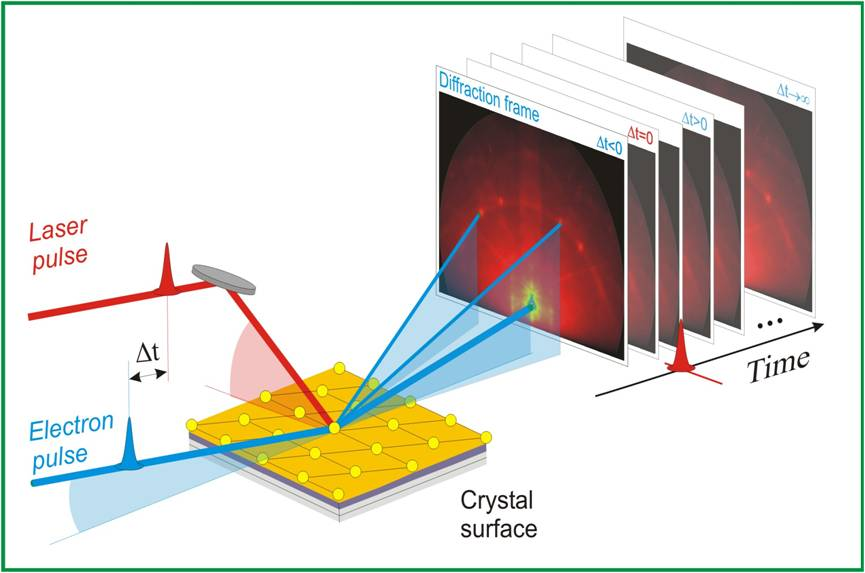 Laser
pulse
Δt
Electron
pulse
Crystal
surface
Diffraction frame
Δt<0
Δt=0
Δt>0
Δt→∞
...
Time